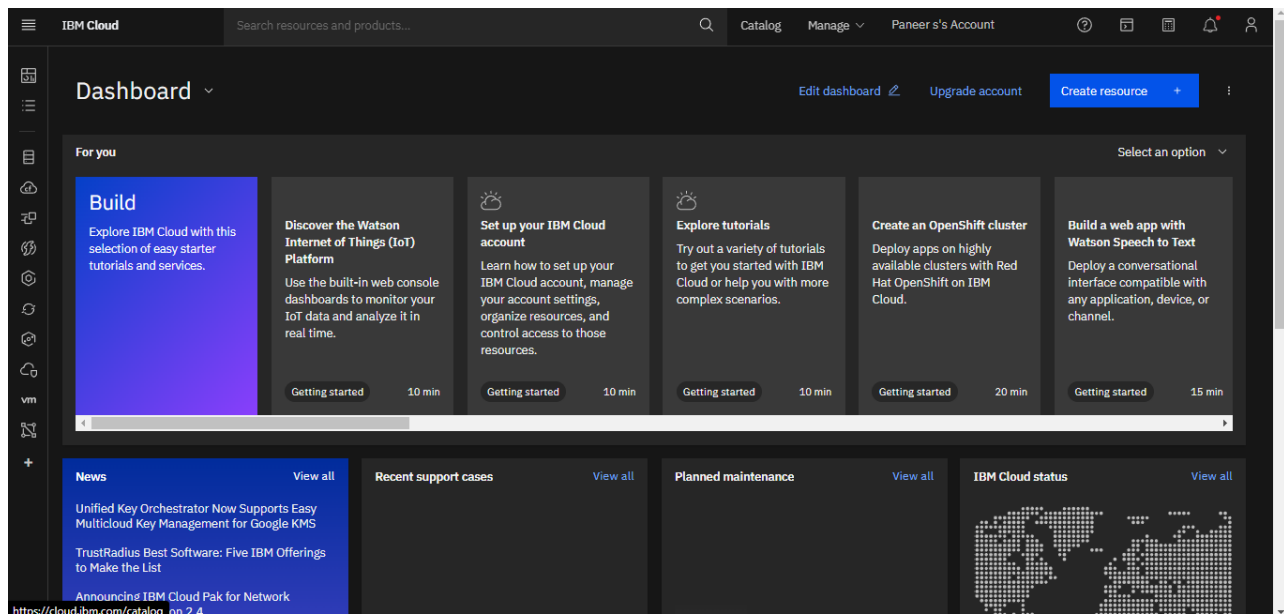 IBM Cloud
Search resources and products...
Catalog
Manage
Paneer s's Account
Dashboard
Edit dashboard
Upgrade account
Create resource +
For you
Select an option
Build
Explore IBM Cloud with this
selection of easy starter
tutorials and services.
Discover the Watson
Internet of Things (IoT)
Platform
Use the built-in web console
dashboards to monitor your
IoT data and analyze it in
real time.
Getting started 10 min
Set up your IBM Cloud
account
Learn how to set up your
IBM Cloud account, manage
your account settings,
organize resources, and
control access to those
resources.
Getting started 10 min
Explore tutorials
Try out a variety of tutorials
to get you started with IBM
Cloud or help you with more
complex scenarios.
Getting started 10 min
Create an OpenShift cluster
Deploy apps on highly
available clusters with Red
Hat OpenShift on IBM
Cloud.
Getting started 20 min
Build a web app with
Watson Speech to Text
Deploy a conversational
interface compatible with
any application, device, or
channel.
Getting started 15 min
vm
+
News View all
Unified Key Orchestrator Now Supports Easy
Multicloud Key Management for Google KMS
TrustRadius Best Software: Five IBM Offerings
to Make the List
Announcing IBM Cloud Pak for Network
on 2.4
Recent support cases View all
Planned maintenance View all
IBM Cloud status View all
https://cloud.ibm.com/catalog